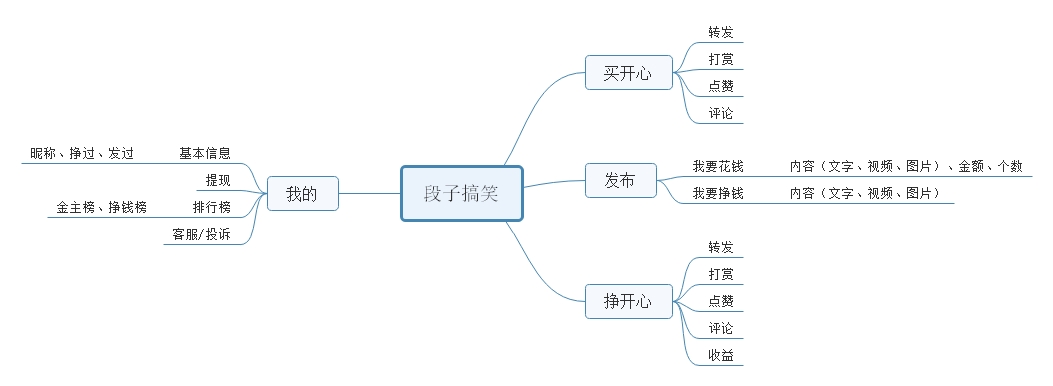 段子搞笑
买开心
转发
打赏
点赞
评论
发布
我要花钱
内容（文字、视频、图片）、金额、个数
我要挣钱
内容（文字、视频、图片）
挣开心
转发
打赏
点赞
评论
收益
我的
基本信息
昵称、挣过、发过
提现
排行榜
金主榜、挣钱榜
客服/投诉